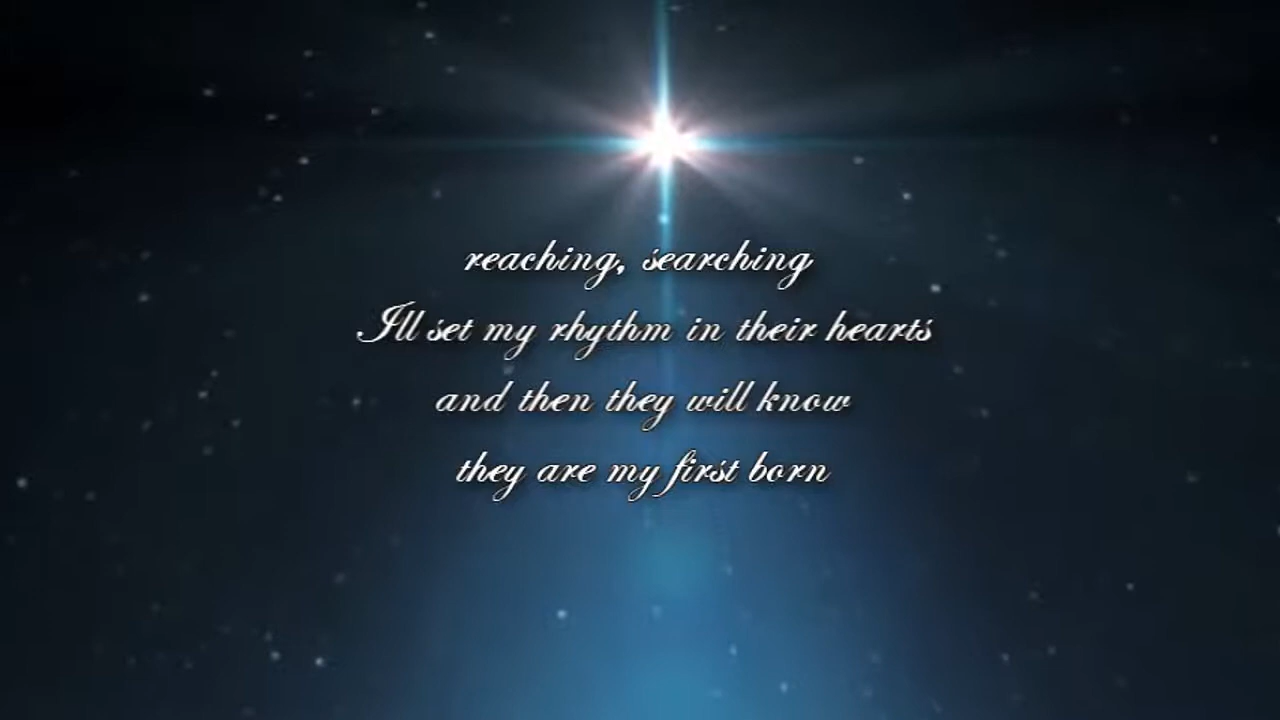 reaching, searching
Ill set my rhythm in their hearts
and then they will know
they are my first born